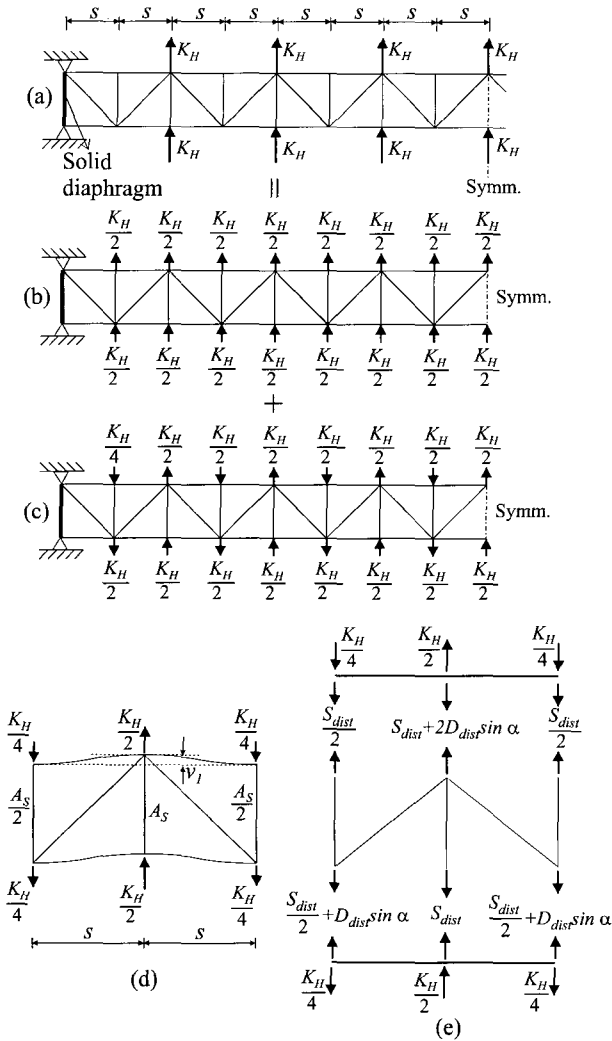 s s s s s s s s
K_H K_H K_H K_H
(a)
K_H K_H K_H K_H
Solid
diaphragm
||
Symm.
K_H/2 K_H/2 K_H/2 K_H/2 K_H/2 K_H/2 K_H/2 K_H/2
(b)
Symm.
K_H/2 K_H/2 K_H/2 K_H/2 K_H/2 K_H/2 K_H/2 K_H/2
+
K_H/4 K_H/2 K_H/2 K_H/2 K_H/2 K_H/2 K_H/2 K_H/2
(c)
Symm.
K_H/2 K_H/2 K_H/2 K_H/2 K_H/2 K_H/2 K_H/2 K_H/2
K_H/4 K_H/2 K_H/4
v_1
A_S/2 A_S A_S/2
K_H/4 K_H/2 K_H/4
s s
(d)
K_H/4 K_H/2 K_H/4
S_dist/2 S_dist+2D_dist sin α S_dist/2
S_dist/2+D_dist sin α S_dist S_dist/2+D_dist sin α
K_H/4 K_H/2 K_H/4
(e)